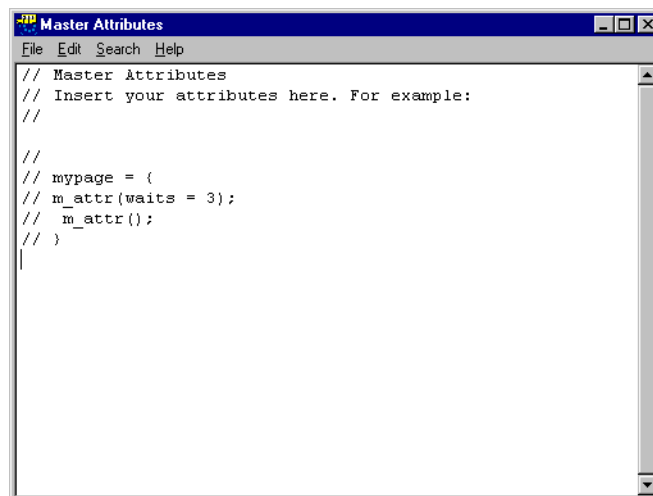 Master Attributes
File Edit Search Help
// Master Attributes
// Insert your attributes here. For example:
//
//
// mypage = {
// m_attr(waits = 3);
//  m_attr();
// }